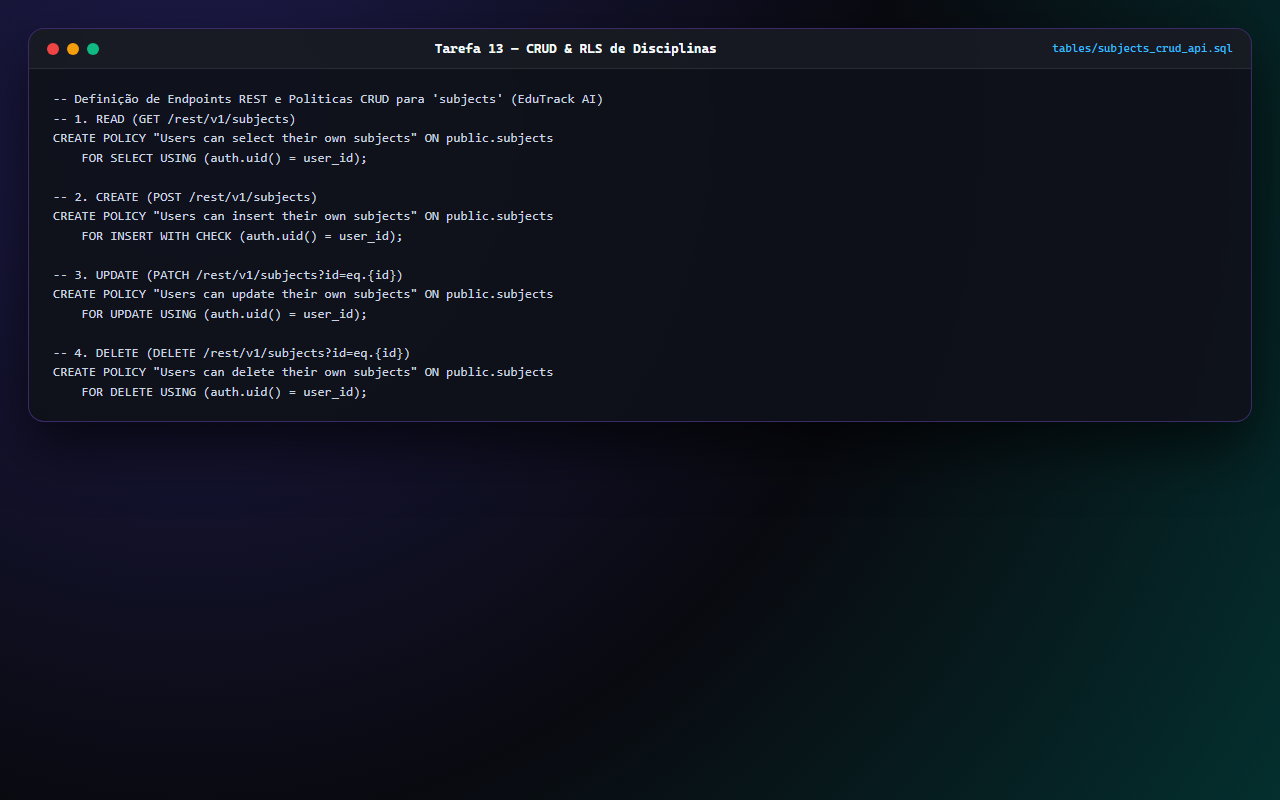 Tarefa 13 — CRUD & RLS de Disciplinas
tables/subjects_crud_api.sql
-- Definição de Endpoints REST e Politicas CRUD para 'subjects' (EduTrack AI)
-- 1. READ (GET /rest/v1/subjects)
CREATE POLICY "Users can select their own subjects" ON public.subjects
    FOR SELECT USING (auth.uid() = user_id);

-- 2. CREATE (POST /rest/v1/subjects)
CREATE POLICY "Users can insert their own subjects" ON public.subjects
    FOR INSERT WITH CHECK (auth.uid() = user_id);

-- 3. UPDATE (PATCH /rest/v1/subjects?id=eq.{id})
CREATE POLICY "Users can update their own subjects" ON public.subjects
    FOR UPDATE USING (auth.uid() = user_id);

-- 4. DELETE (DELETE /rest/v1/subjects?id=eq.{id})
CREATE POLICY "Users can delete their own subjects" ON public.subjects
    FOR DELETE USING (auth.uid() = user_id);